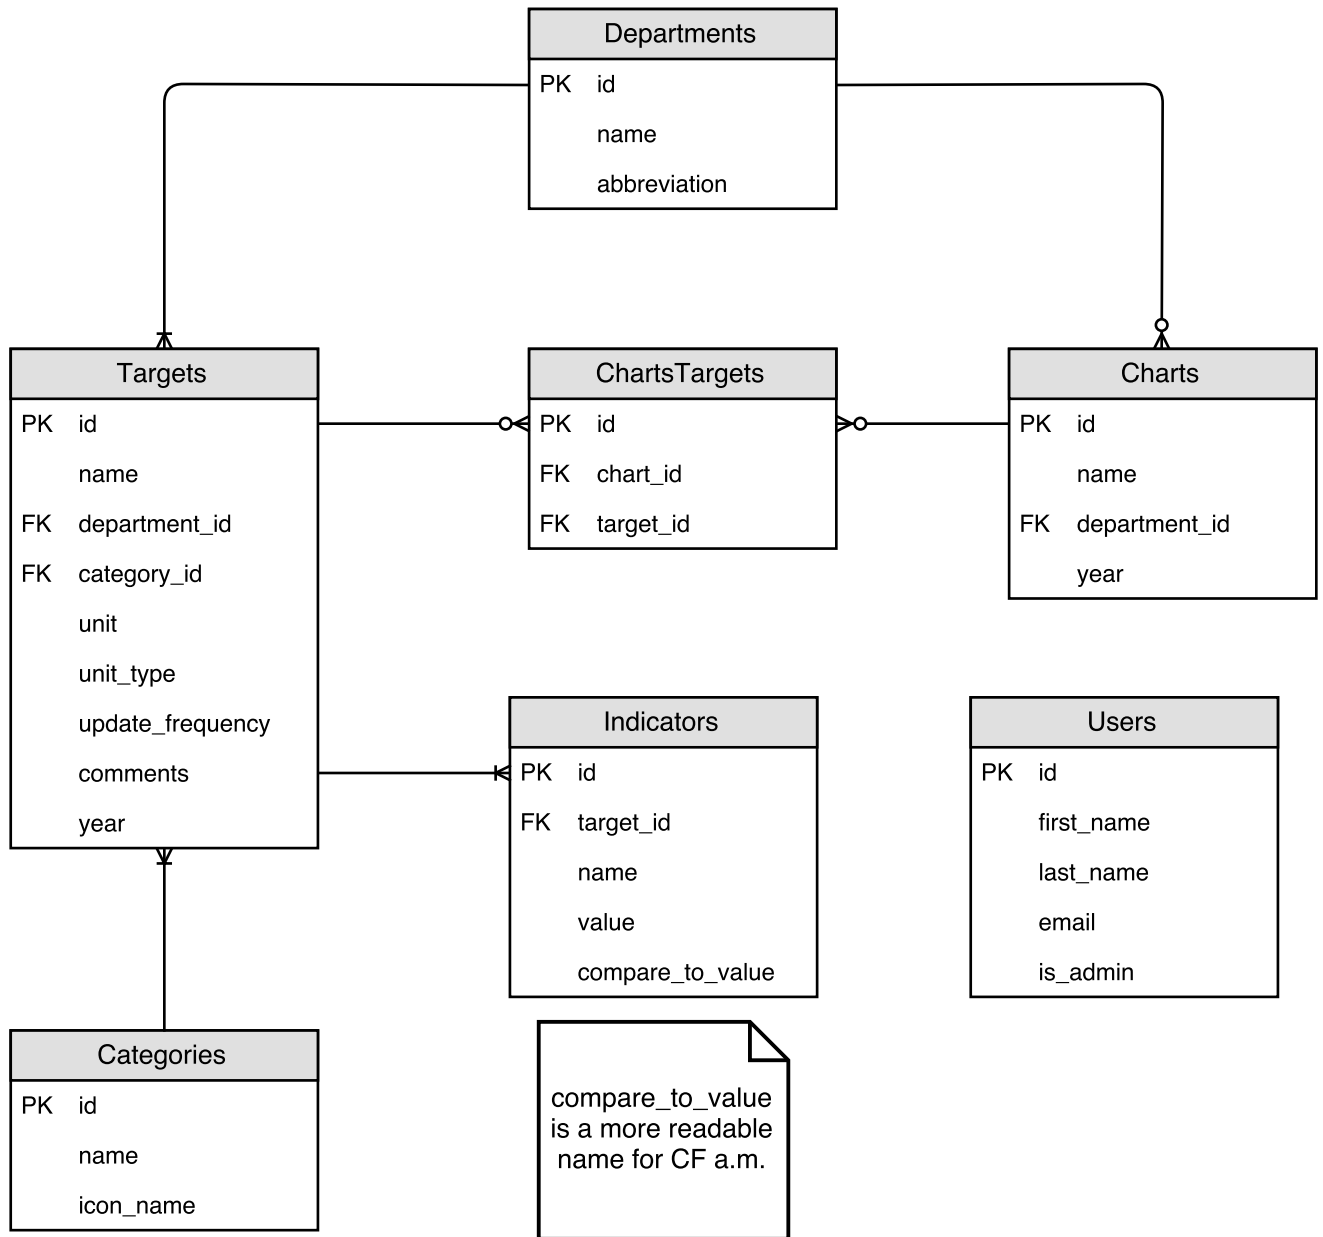 Departments
PK id
name
abbreviation
Targets
PK id
name
FK department_id
FK category_id
unit
unit_type
update_frequency
comments
year
ChartsTargets
PK id
FK chart_id
FK target_id
Charts
PK id
name
FK department_id
year
Indicators
PK id
FK target_id
name
value
compare_to_value
Users
PK id
first_name
last_name
email
is_admin
Categories
PK id
name
icon_name
compare_to_value
is a more readable
name for CF a.m.